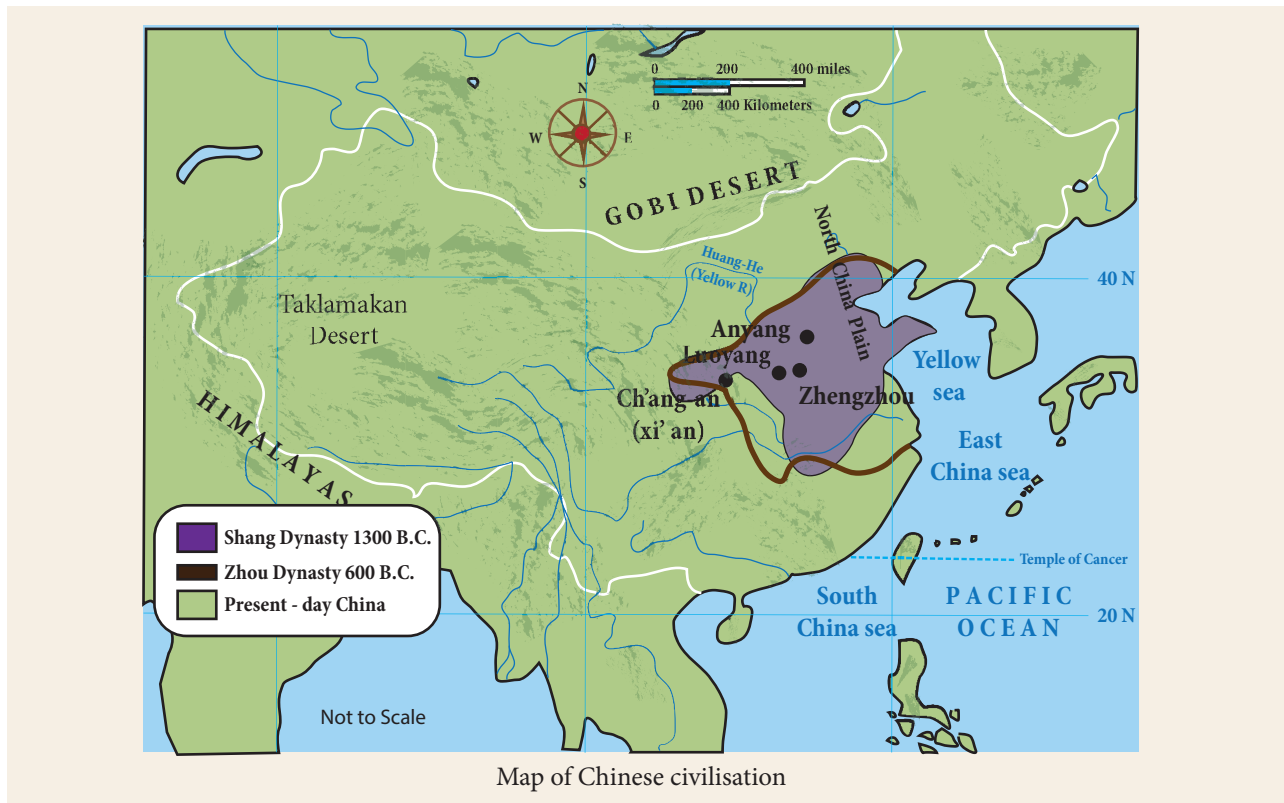 0 200 400 miles
0 200 400 Kilometers
N
W E
S
GOBI DESERT
North China Plain
Huang-He
(Yellow R)
40 N
Taklamakan
Desert
Anyang
Luoyang
Yellow
sea
Ch'ang-an
(xi' an)
Zhengzhou
HIMALAYAS
East
China sea
Shang Dynasty 1300 B.C.
Zhou Dynasty 600 B.C.
Present - day China
Temple of Cancer
South
China sea
PACIFIC
OCEAN
20 N
Not to Scale
Map of Chinese civilisation